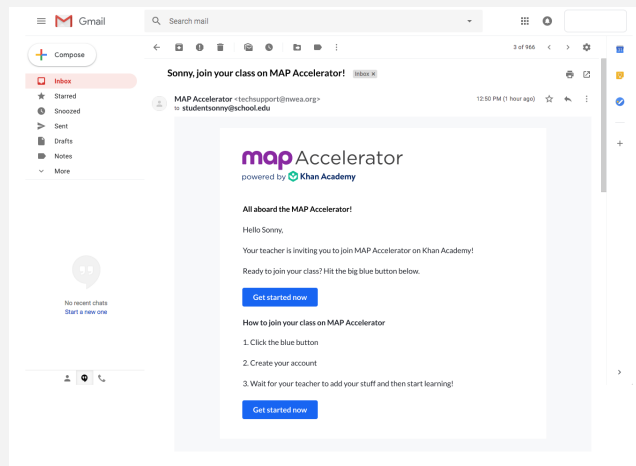 Gmail
Search mail
Compose
3 of 966
Inbox
Starred
Snoozed
Sent
Drafts
Notes
More
No recent chats
Start a new one
Sonny, join your class on MAP Accelerator! Inbox ×
MAP Accelerator <techsupport@nwea.org> 12:50 PM (1 hour ago)
to studentsonny@school.edu
map Accelerator
powered by Khan Academy
All aboard the MAP Accelerator!
Hello Sonny,
Your teacher is inviting you to join MAP Accelerator on Khan Academy!
Ready to join your class? Hit the big blue button below.
Get started now
How to join your class on MAP Accelerator
1. Click the blue button
2. Create your account
3. Wait for your teacher to add your stuff and then start learning!
Get started now